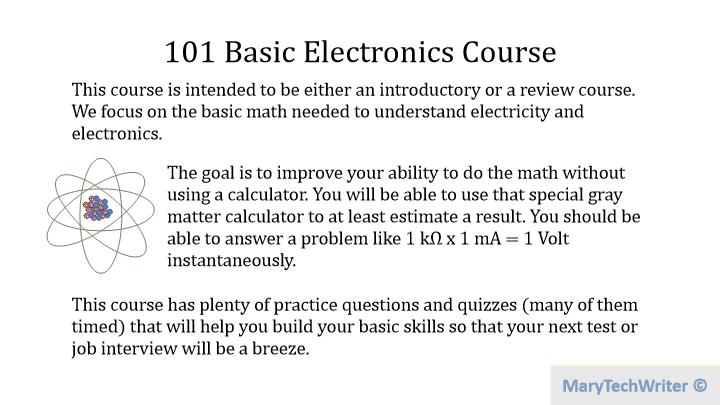 101 Basic Electronics Course
This course is intended to be either an introductory or a review course.
We focus on the basic math needed to understand electricity and
electronics.
The goal is to improve your ability to do the math without
using a calculator. You will be able to use that special gray
matter calculator to at least estimate a result. You should be
able to answer a problem like 1 kΩ x 1 mA = 1 Volt
instantaneously.
This course has plenty of practice questions and quizzes (many of them
timed) that will help you build your basic skills so that your next test or
job interview will be a breeze.
MaryTechWriter ©